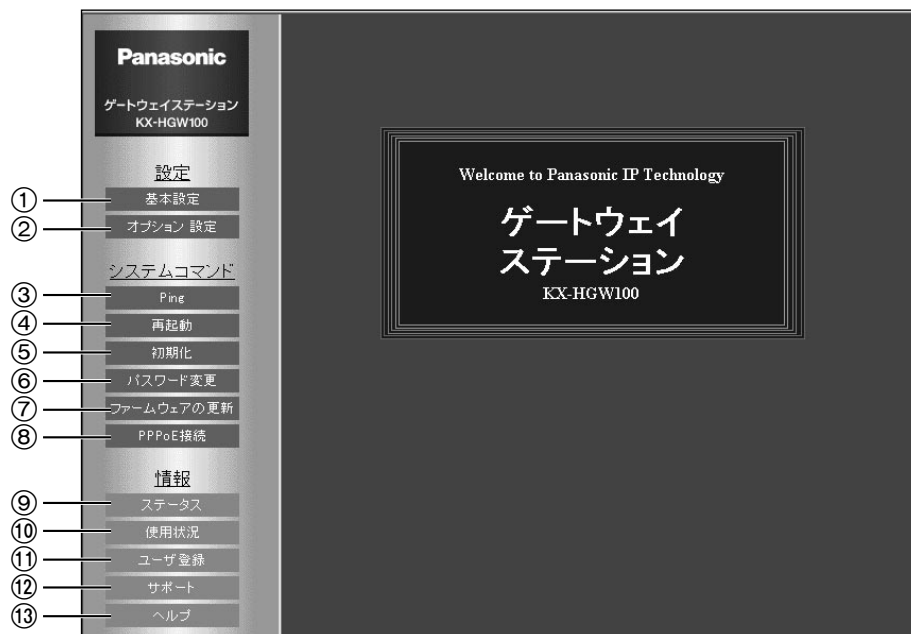 Panasonic
ゲートウェイステーション
KX-HGW100
設定
① 基本設定
② オプション 設定
システムコマンド
③ Ping
④ 再起動
⑤ 初期化
⑥ パスワード変更
⑦ ファームウェアの更新
⑧ PPPoE接続
情報
⑨ ステータス
⑩ 使用状況
⑪ ユーザ登録
⑫ サポート
⑬ ヘルプ
Welcome to Panasonic IP Technology
ゲートウェイ
ステーション
KX-HGW100